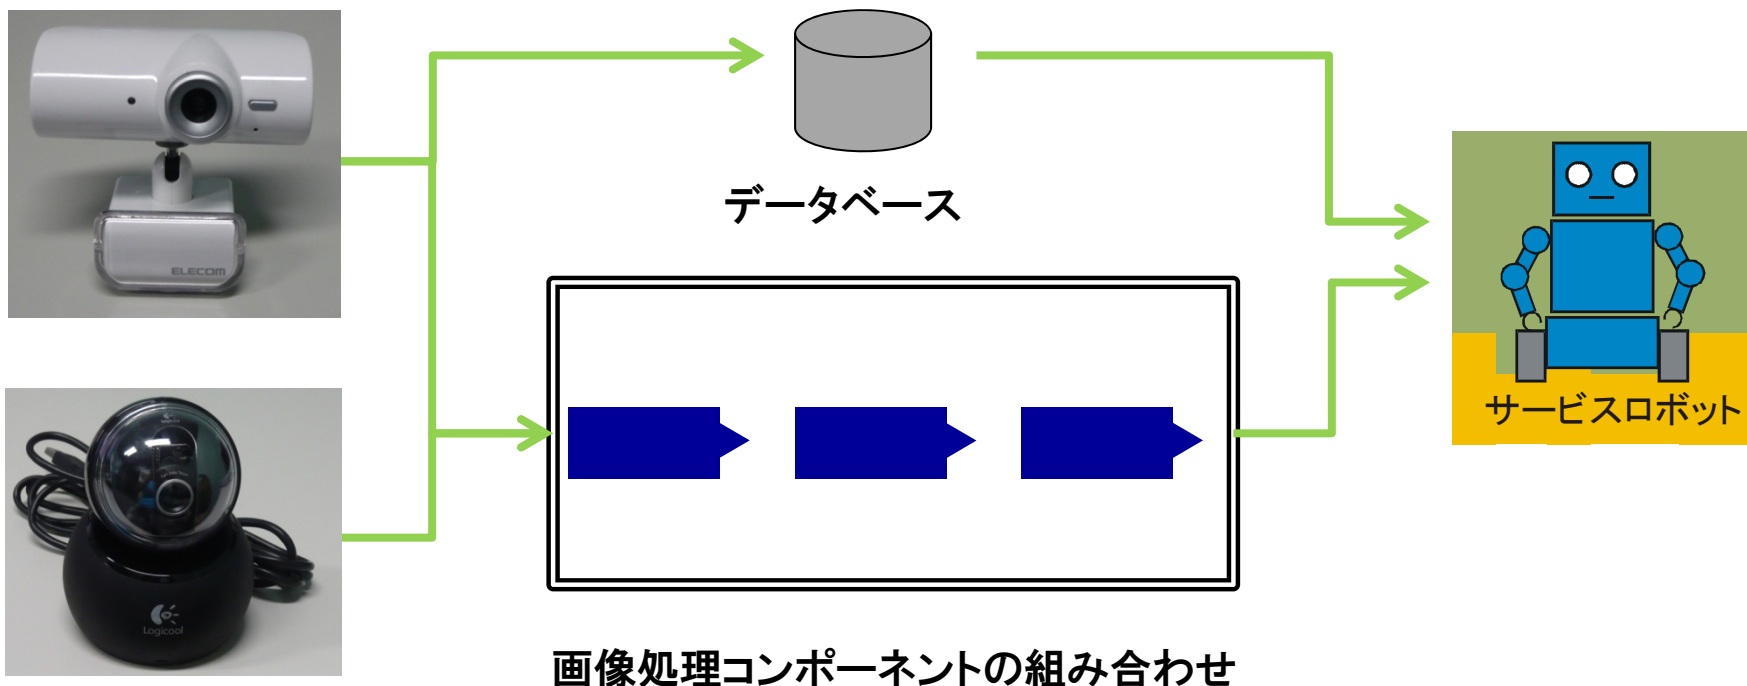 データベース
ELECOM
サービスロボット
Logicool
画像処理コンポーネントの組み合わせ